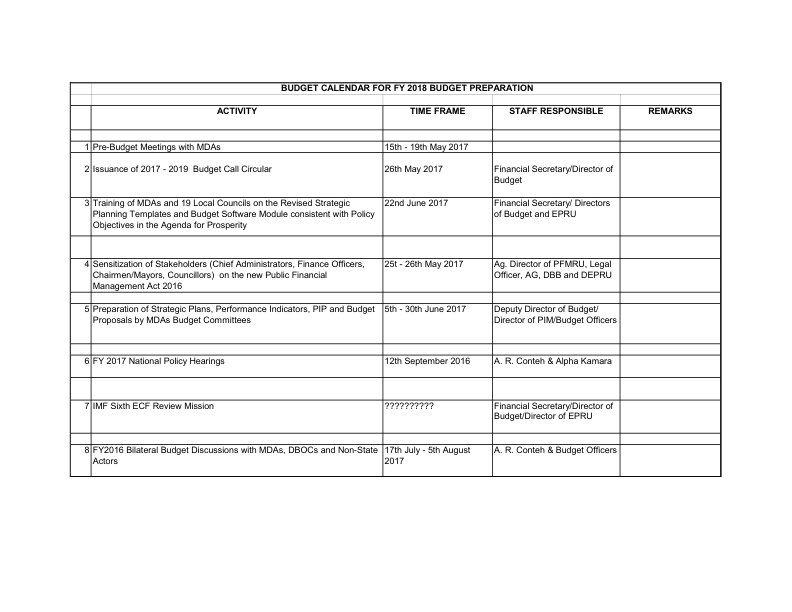 BUDGET CALENDAR FOR FY 2018 BUDGET PREPARATION
ACTIVITY TIME FRAME STAFF RESPONSIBLE REMARKS
1 Pre-Budget Meetings with MDAs 15th - 19th May 2017
2 Issuance of 2017 - 2019 Budget Call Circular 26th May 2017 Financial Secretary/Director of
Budget
3 Training of MDAs and 19 Local Councils on the Revised Strategic 22nd June 2017 Financial Secretary/ Directors
Planning Templates and Budget Software Module consistent with Policy of Budget and EPRU
Objectives in the Agenda for Prosperity
4 Sensitization of Stakeholders (Chief Administrators, Finance Officers, 25t - 26th May 2017 Ag. Director of PFMRU, Legal
Chairmen/Mayors, Councillors) on the new Public Financial Officer, AG, DBB and DEPRU
Management Act 2016
5 Preparation of Strategic Plans, Performance Indicators, PIP and Budget 5th - 30th June 2017 Deputy Director of Budget/
Proposals by MDAs Budget Committees Director of PIM/Budget Officers
6 FY 2017 National Policy Hearings 12th September 2016 A. R. Conteh & Alpha Kamara
7 IMF Sixth ECF Review Mission ?????????? Financial Secretary/Director of
Budget/Director of EPRU
8 FY2016 Bilateral Budget Discussions with MDAs, DBOCs and Non-State 17th July - 5th August A. R. Conteh & Budget Officers
Actors 2017